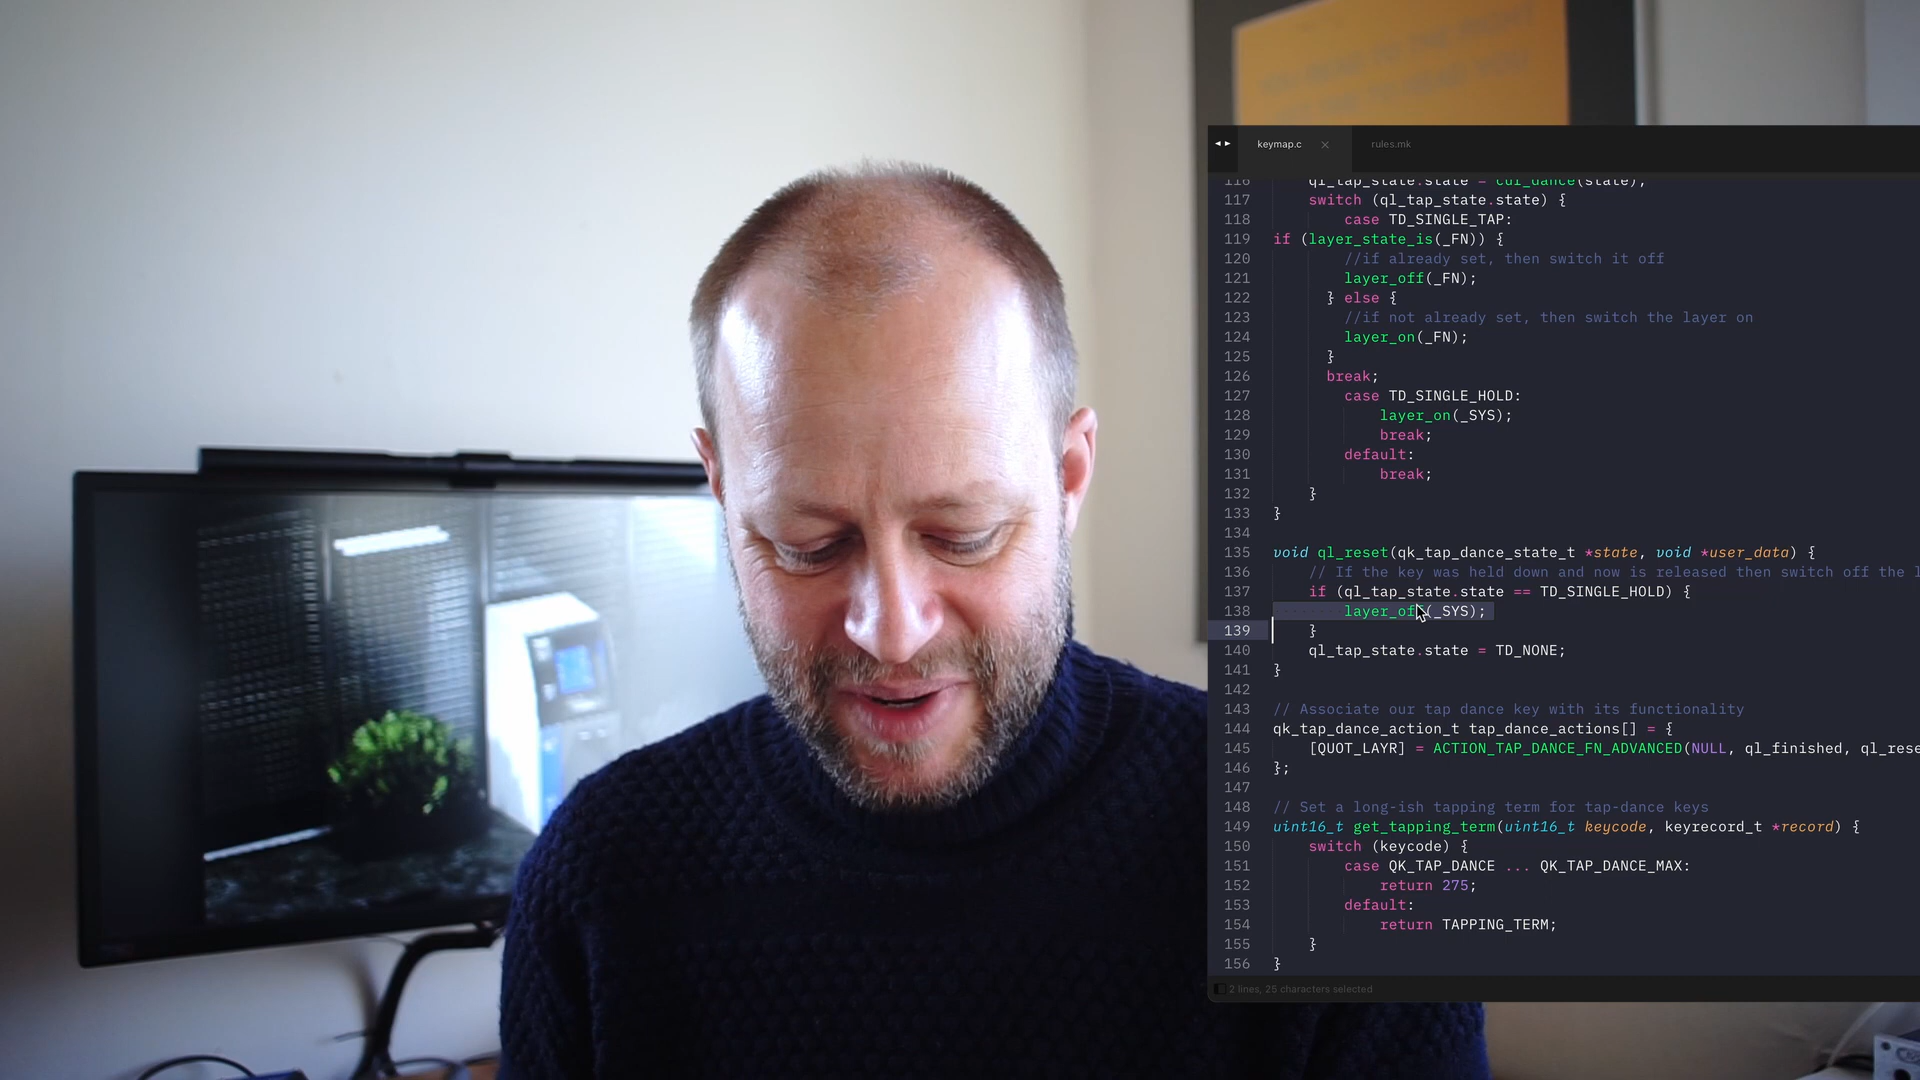 keymap.c × rules.mk
116 ql_tap_state.state = cur_dance(state);
117 switch (ql_tap_state.state) {
118 case TD_SINGLE_TAP:
119 if (layer_state_is(_FN)) {
120 //if already set, then switch it off
121 layer_off(_FN);
122 } else {
123 //if not already set, then switch the layer on
124 layer_on(_FN);
125 }
126 break;
127 case TD_SINGLE_HOLD:
128 layer_on(_SYS);
129 break;
130 default:
131 break;
132 }
133 }
134
135 void ql_reset(qk_tap_dance_state_t *state, void *user_data) {
136 // If the key was held down and now is released then switch off the l
137 if (ql_tap_state.state == TD_SINGLE_HOLD) {
138 layer_off(_SYS);
139 }
140 ql_tap_state.state = TD_NONE;
141 }
142
143 // Associate our tap dance key with its functionality
144 qk_tap_dance_action_t tap_dance_actions[] = {
145 [QUOT_LAYR] = ACTION_TAP_DANCE_FN_ADVANCED(NULL, ql_finished, ql_rese
146 };
147
148 // Set a long-ish tapping term for tap-dance keys
149 uint16_t get_tapping_term(uint16_t keycode, keyrecord_t *record) {
150 switch (keycode) {
151 case QK_TAP_DANCE ... QK_TAP_DANCE_MAX:
152 return 275;
153 default:
154 return TAPPING_TERM;
155 }
156 }
2 lines, 25 characters selected